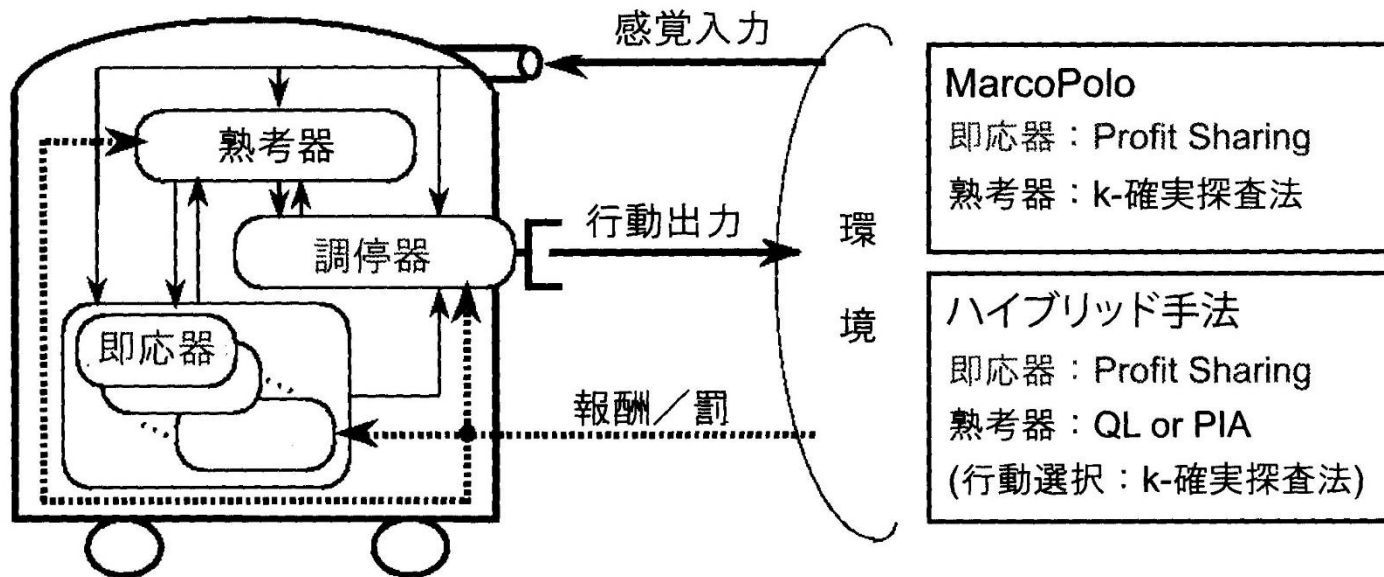 感覚入力
熟考器
調停器
即応器
行動出力
報酬/罰
環
境
MarcoPolo
即応器：Profit Sharing
熟考器：k-確実探査法
ハイブリッド手法
即応器：Profit Sharing
熟考器：QL or PIA
(行動選択：k-確実探査法)